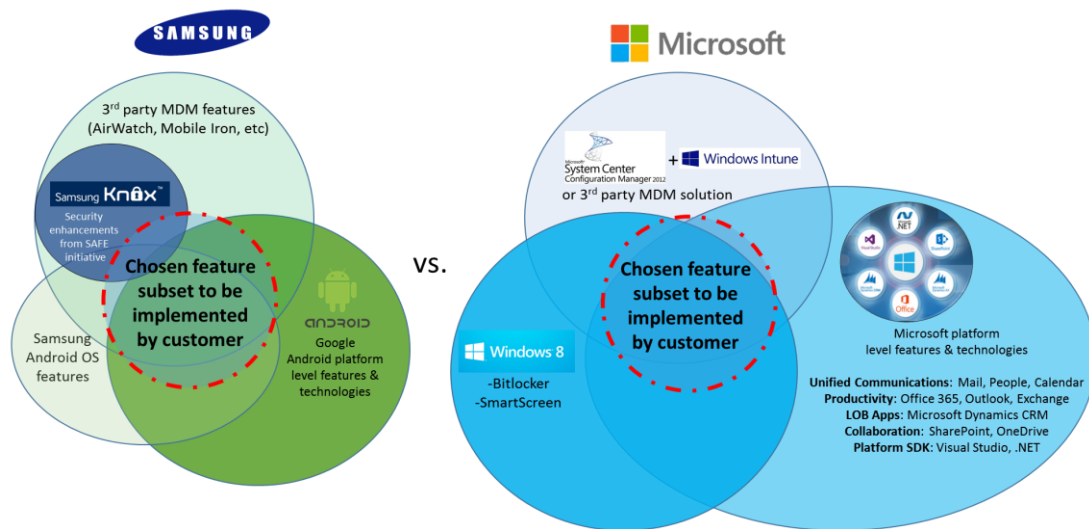 SAMSUNG
3rd party MDM features
(AirWatch, Mobile Iron, etc)
Samsung Knox™
Security
enhancements
from SAFE
initiative
Chosen feature
subset to be
implemented
by customer
Samsung
Android OS
features
ANDROID
Google
Android platform
level features &
technologies
vs.
Microsoft
Microsoft
System Center
Configuration Manager 2012
+ Windows Intune
or 3rd party MDM solution
Chosen feature
subset to be
implemented
by customer
Windows 8
-Bitlocker
-SmartScreen
.NET
VisualStudio
SharePoint
Office
Microsoft platform
level features & technologies
Unified Communications: Mail, People, Calendar
Productivity: Office 365, Outlook, Exchange
LOB Apps: Microsoft Dynamics CRM
Collaboration: SharePoint, OneDrive
Platform SDK: Visual Studio, .NET